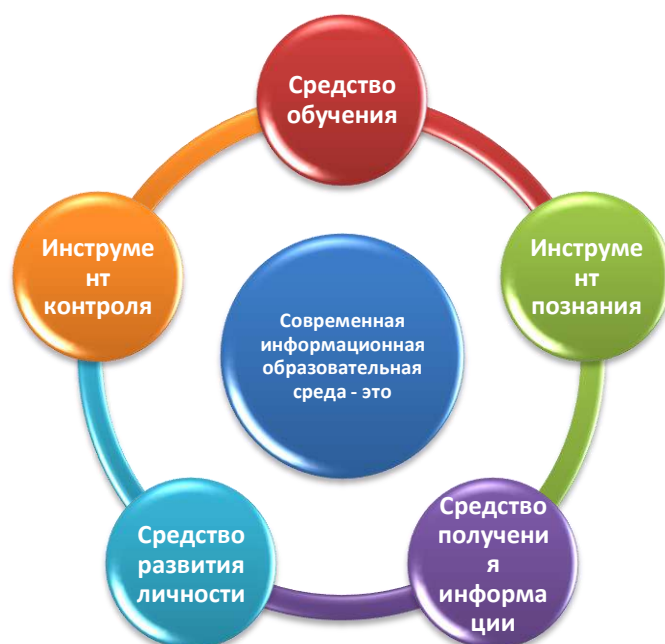 Средство
обучения
Инструме
нт
познания
Средство
получени
я
информа
ции
Средство
развития
личности
Инструме
нт
контроля
Современная
информационная
образовательная
среда - это